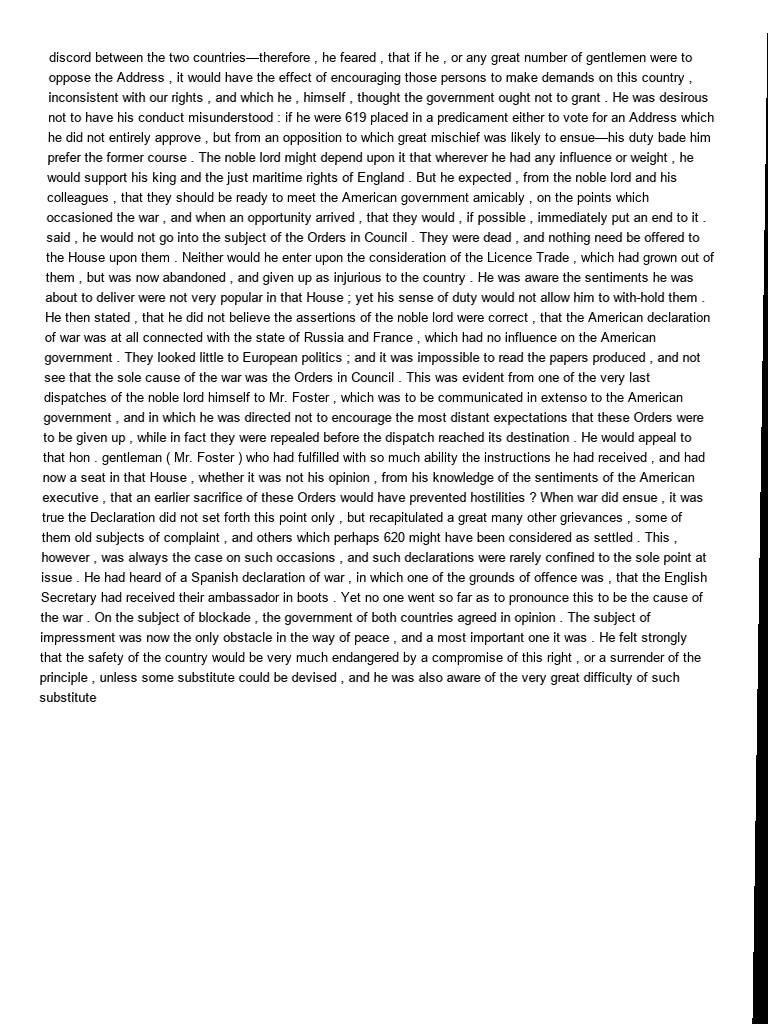 discord between the two countries—therefore , he feared , that if he , or any great number of gentlemen were to
oppose the Address , it would have the effect of encouraging those persons to make demands on this country ,
inconsistent with our rights , and which he , himself , thought the government ought not to grant . He was desirous
not to have his conduct misunderstood : if he were 619 placed in a predicament either to vote for an Address which
he did not entirely approve , but from an opposition to which great mischief was likely to ensue—his duty bade him
prefer the former course . The noble lord might depend upon it that wherever he had any influence or weight , he
would support his king and the just maritime rights of England . But he expected , from the noble lord and his
colleagues , that they should be ready to meet the American government amicably , on the points which
occasioned the war , and when an opportunity arrived , that they would , if possible , immediately put an end to it .
said , he would not go into the subject of the Orders in Council . They were dead , and nothing need be offered to
the House upon them . Neither would he enter upon the consideration of the Licence Trade , which had grown out of
them , but was now abandoned , and given up as injurious to the country . He was aware the sentiments he was
about to deliver were not very popular in that House ; yet his sense of duty would not allow him to with-hold them .
He then stated , that he did not believe the assertions of the noble lord were correct , that the American declaration
of war was at all connected with the state of Russia and France , which had no influence on the American
government . They looked little to European politics ; and it was impossible to read the papers produced , and not
see that the sole cause of the war was the Orders in Council . This was evident from one of the very last
dispatches of the noble lord himself to Mr. Foster , which was to be communicated in extenso to the American
government , and in which he was directed not to encourage the most distant expectations that these Orders were
to be given up , while in fact they were repealed before the dispatch reached its destination . He would appeal to
that hon . gentleman ( Mr. Foster ) who had fulfilled with so much ability the instructions he had received , and had
now a seat in that House , whether it was not his opinion , from his knowledge of the sentiments of the American
executive , that an earlier sacrifice of these Orders would have prevented hostilities ? When war did ensue , it was
true the Declaration did not set forth this point only , but recapitulated a great many other grievances , some of
them old subjects of complaint , and others which perhaps 620 might have been considered as settled . This ,
however , was always the case on such occasions , and such declarations were rarely confined to the sole point at
issue . He had heard of a Spanish declaration of war , in which one of the grounds of offence was , that the English
Secretary had received their ambassador in boots . Yet no one went so far as to pronounce this to be the cause of
the war . On the subject of blockade , the government of both countries agreed in opinion . The subject of
impressment was now the only obstacle in the way of peace , and a most important one it was . He felt strongly
that the safety of the country would be very much endangered by a compromise of this right , or a surrender of the
principle , unless some substitute could be devised , and he was also aware of the very great difficulty of such
substitute